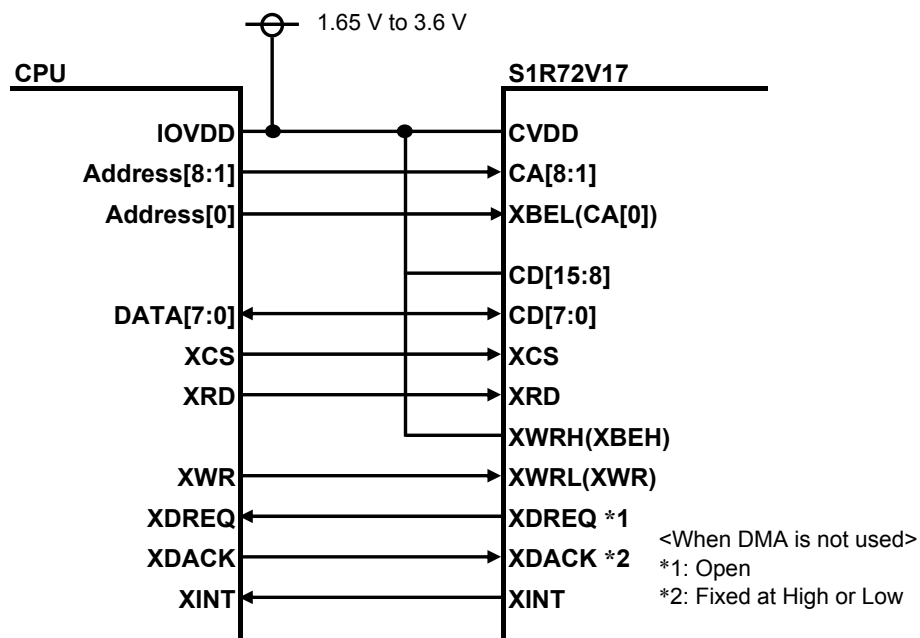 1.65 V to 3.6 V
CPU S1R72V17
IOVDD CVDD
Address[8:1] CA[8:1]
Address[0] XBEL(CA[0])
CD[15:8]
DATA[7:0] CD[7:0]
XCS XCS
XRD XRD
XWRH(XBEH)
XWR XWRL(XWR)
XDREQ XDREQ *1
XDACK XDACK *2
XINT XINT
<When DMA is not used>
*1: Open
*2: Fixed at High or Low